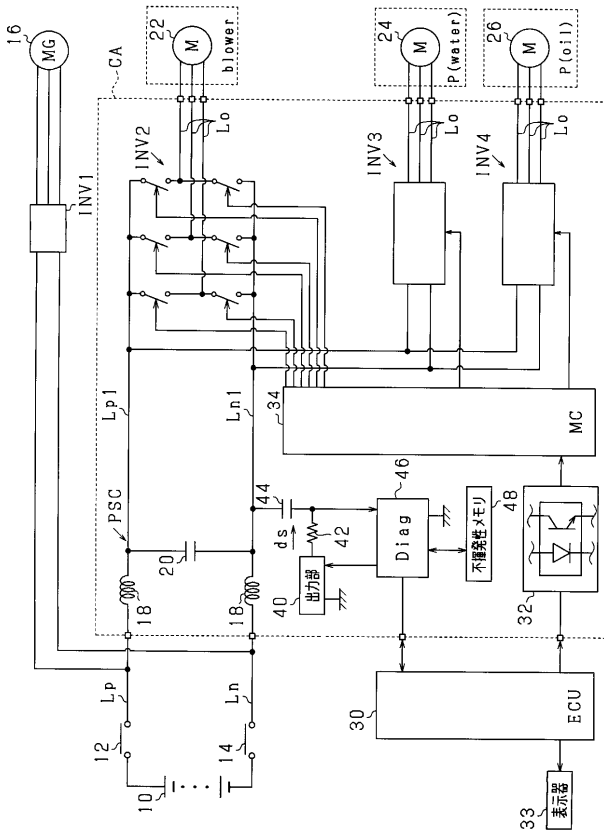 16
MG
INV1
CA
22
M
blower
Lo
INV2
24
M
P(water)
Lo
INV3
26
M
P(oil)
Lo
INV4
Lp1
Ln1
34
MC
PSC
20
18
18
44
ds
42
40
出力部
46
Diag
48
不揮発性メモリ
32
Lp
Ln
12
14
10
30
ECU
33
表示器